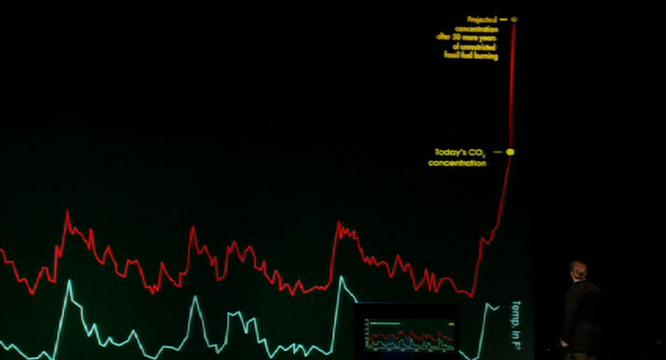 Projected
concentration
after 50 more years
of unrestricted
fossil fuel burning
Today's CO₂
concentration
Temp. in F°